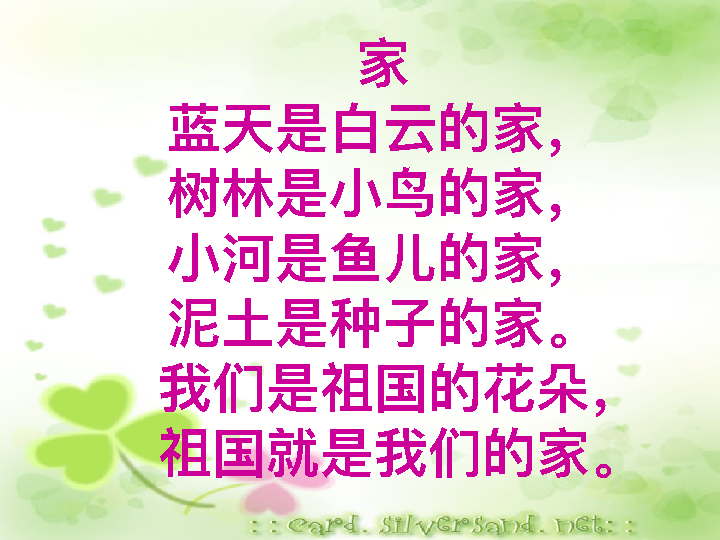 家
蓝天是白云的家，
树林是小鸟的家，
小河是鱼儿的家，
泥土是种子的家。
我们是祖国的花朵，
祖国就是我们的家。
::card.silversand.net::